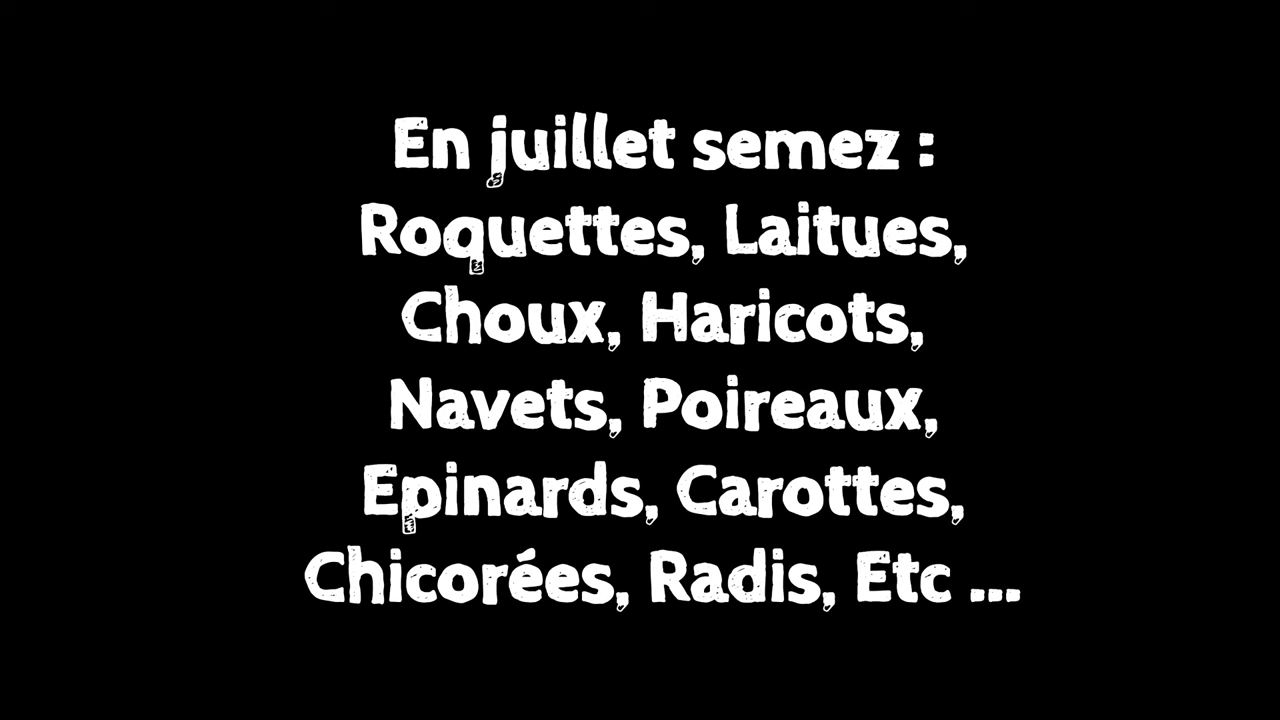 En juillet semez :
Roquettes, Laitues,
Choux, Haricots,
Navets, Poireaux,
Epinards, Carottes,
Chicorées, Radis, Etc ...